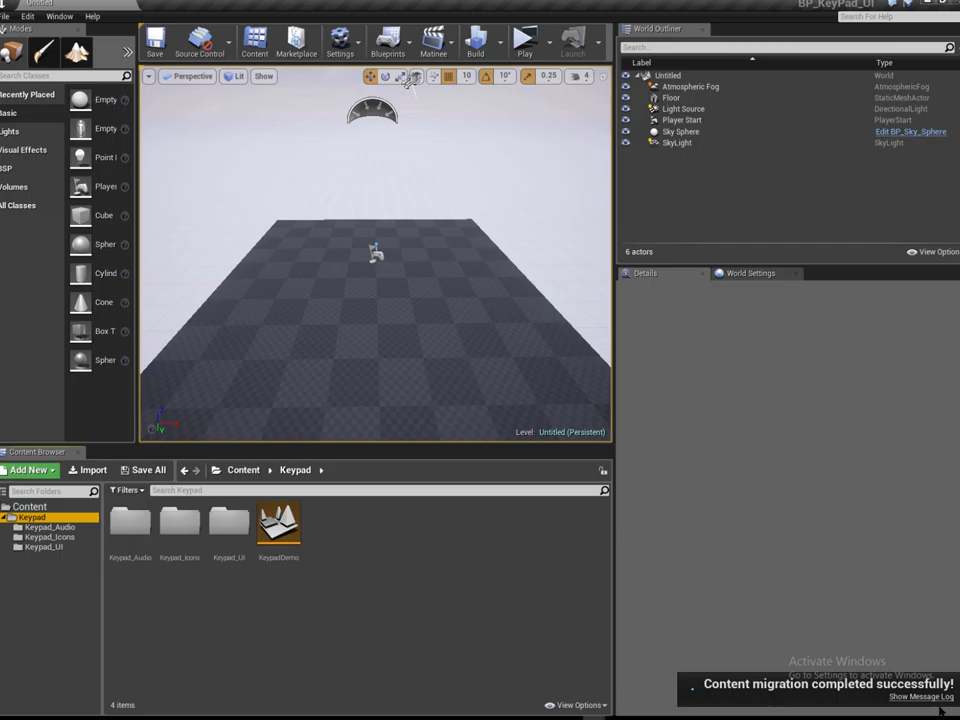 Untitled
BP_KeyPad_UI
File Edit Window Help
Search For Help
Modes
Search Classes
Recently Placed
Basic
Lights
Visual Effects
BSP
Volumes
All Classes
Empty
Empty
Point l
Player
Cube
Spher
Cylind
Cone
Box T
Spher
Save
Source Control
Content
Marketplace
Settings
Blueprints
Matinee
Build
Play
Launch
Perspective
Lit
Show
10
10°
0.25
4
Level: Untitled (Persistent)
World Outliner
Search...
Label Type
Untitled World
Atmospheric Fog AtmosphericFog
Floor StaticMeshActor
Light Source DirectionalLight
Player Start PlayerStart
Sky Sphere Edit BP_Sky_Sphere
SkyLight SkyLight
6 actors
View Option
Details
World Settings
Content Browser
Add New
Import
Save All
Content
Keypad
Search Folders
Filters
Search Keypad
Content
Keypad
Keypad_Audio
Keypad_Icons
Keypad_UI
Keypad_Audio
Keypad_Icons
Keypad_UI
KeypadDemo
4 items
View Options
Activate Windows
Go to Settings to activate Windows.
Content migration completed successfully!
Show Message Log